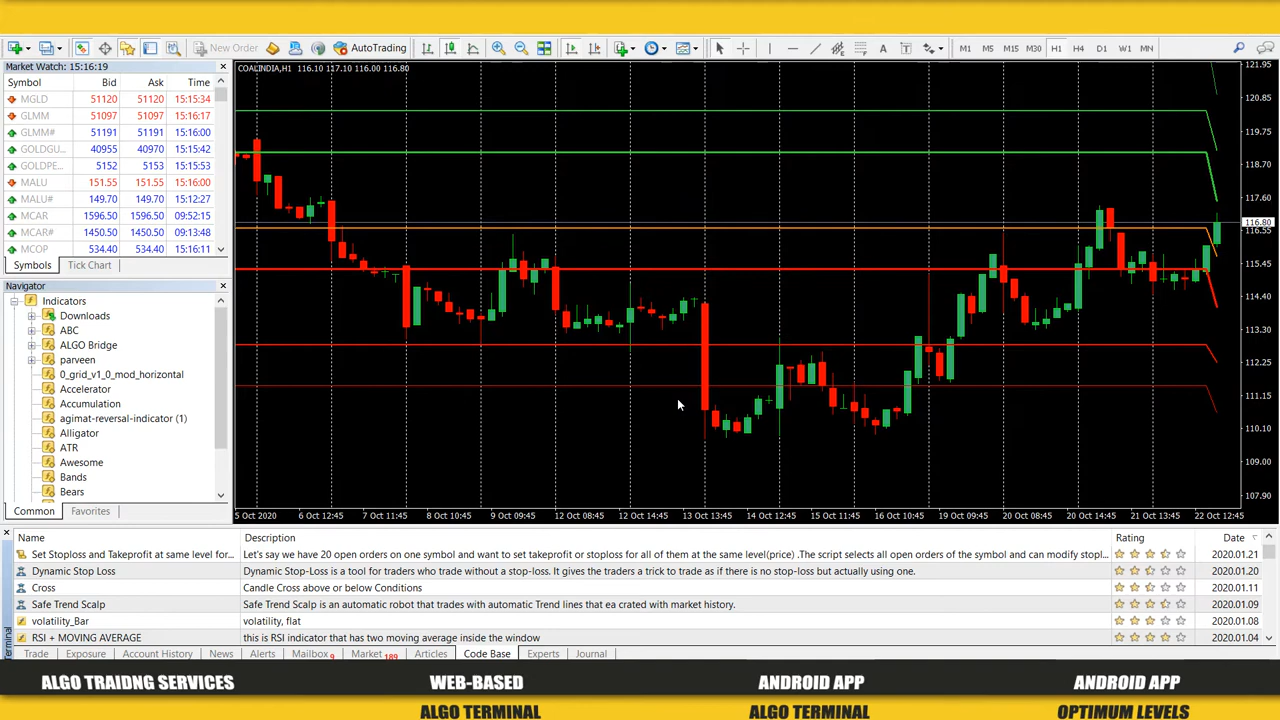 New Order
AutoTrading
M1 M5 M15 M30 H1 H4 D1 W1 MN
Market Watch: 15:16:19
Symbol Bid Ask Time
MGLD 51120 51120 15:15:34
GLMM 51097 51097 15:16:17
GLMM# 51191 51191 15:16:00
GOLDGU... 40955 40970 15:15:42
GOLDPE... 5152 5153 15:15:53
MALU 151.55 151.55 15:16:00
MALU# 149.70 149.70 15:12:27
MCAR 1596.50 1596.50 09:52:15
MCAR# 1450.50 1450.50 09:13:48
MCOP 534.40 534.40 15:16:11
Symbols Tick Chart
Navigator
Indicators
Downloads
ABC
ALGO Bridge
parveen
0_grid_v1_0_mod_horizontal
Accelerator
Accumulation
agimat-reversal-indicator (1)
Alligator
ATR
Awesome
Bands
Bears
Common Favorites
COALINDIA,H1 116.10 117.10 116.00 116.80
121.95
120.85
119.75
118.70
117.60
116.80
116.55
115.45
114.40
113.30
112.25
111.15
110.10
109.00
107.90
5 Oct 2020 6 Oct 12:45 7 Oct 11:45 8 Oct 10:45 9 Oct 09:45 12 Oct 08:45 12 Oct 14:45 13 Oct 13:45 14 Oct 12:45 15 Oct 11:45 16 Oct 10:45 19 Oct 09:45 20 Oct 08:45 20 Oct 14:45 21 Oct 13:45 22 Oct 12:45
Name Description Rating Date
Set Stoploss and Takeprofit at same level for... Let's say we have 20 open orders on one symbol and want to set takeprofit or stoploss for all of them at the same level(price) .The script selects all open orders of the symbol and can modify stopl... 2020.01.21
Dynamic Stop Loss Dynamic Stop-Loss is a tool for traders who trade without a stop-loss. It gives the traders a trick to trade as if there is no stop-loss but actually using one. 2020.01.20
Cross Candle Cross above or below Conditions 2020.01.11
Safe Trend Scalp Safe Trend Scalp is an automatic robot that trades with automatic Trend lines that ea crated with market history. 2020.01.09
volatility_Bar volatility, flat 2020.01.08
RSI + MOVING AVERAGE this is RSI indicator that has two moving average inside the window 2020.01.04
Terminal
Trade Exposure Account History News Alerts Mailbox 9 Market 189 Articles Code Base Experts Journal
ALGO TRAIDNG SERVICES WEB-BASED ANDROID APP ANDROID APP
ALGO TERMINAL ALGO TERMINAL OPTIMUM LEVELS